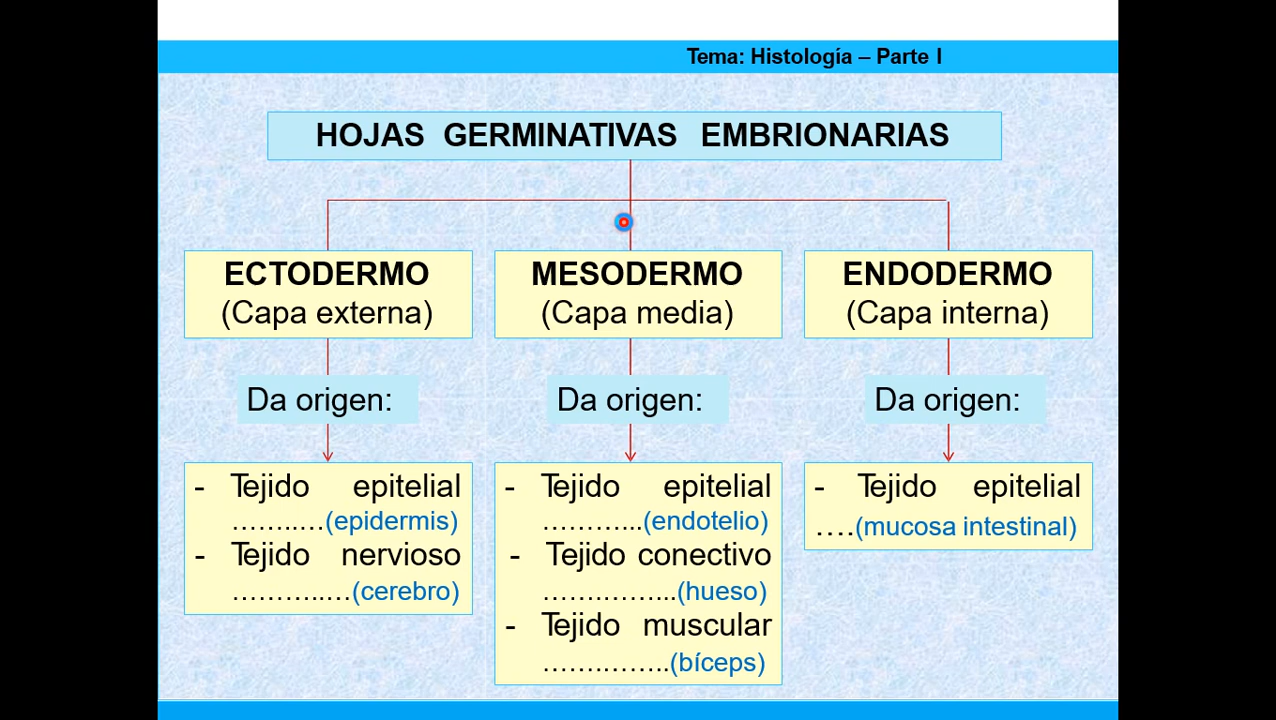 Tema: Histología – Parte I
HOJAS GERMINATIVAS EMBRIONARIAS
ECTODERMO
(Capa externa)
Da origen:
- Tejido epitelial
……..…(epidermis)
- Tejido nervioso
………..…(cerebro)
MESODERMO
(Capa media)
Da origen:
- Tejido epitelial
………...(endotelio)
- Tejido conectivo
…….……..(hueso)
- Tejido muscular
…….…….(bíceps)
ENDODERMO
(Capa interna)
Da origen:
- Tejido epitelial
….(mucosa intestinal)